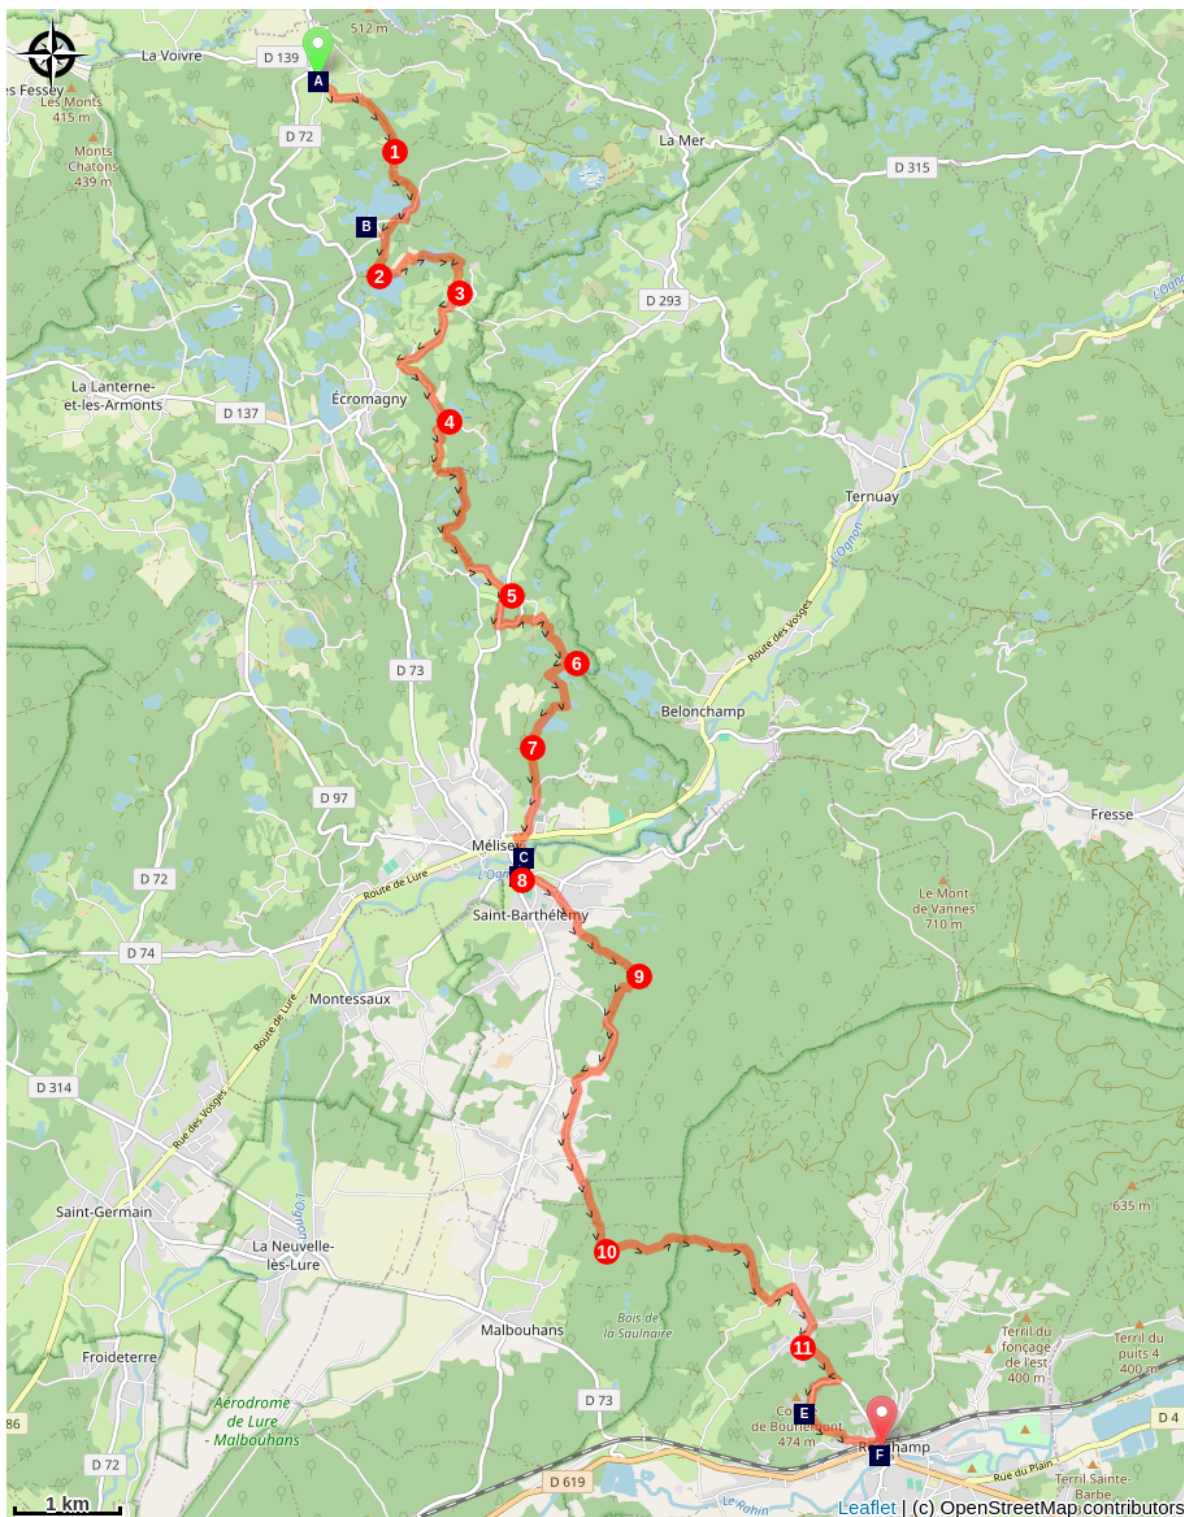 512 m
La Voivre
D 139
A
es Fessey
Les Monts
415 m
D 72
1
La Mer
Monts
Chatons
439 m
D 315
B
2
3
D 293
L'Ogno
La Lanterne-
et-les-Armonts
D 137
Écromagny
4
Ternuay
L'Ognon
5
Route des Vosges
6
D 73
Belonchamp
7
D 97
Fresse
Mélisey
C
D 72
Route de Lure
8
Saint-Barthélemy
Le Mont
de Vannes
710 m
D 74
9
Montessaux
Route de Lure
D 314
Rue des Vosges
Saint-Germain
L'Ognon
635 m
La Neuvelle-
lès-Lure
10
Bois de
la Saulnaire
Malbouhans
11
Terril du
fonçage
de l'est
400 m
Terril du
puits 4
400 m
Froideterre
Aérodrome
de Lure
- Malbouhans
D 73
E
de Bourlémont
474 m
D 4
86
F
D 72
D 619
Rue du Plain
Terril Sainte-
Barbe
Le Rahin
1 km
Leaflet | (c) OpenStreetMap contributors